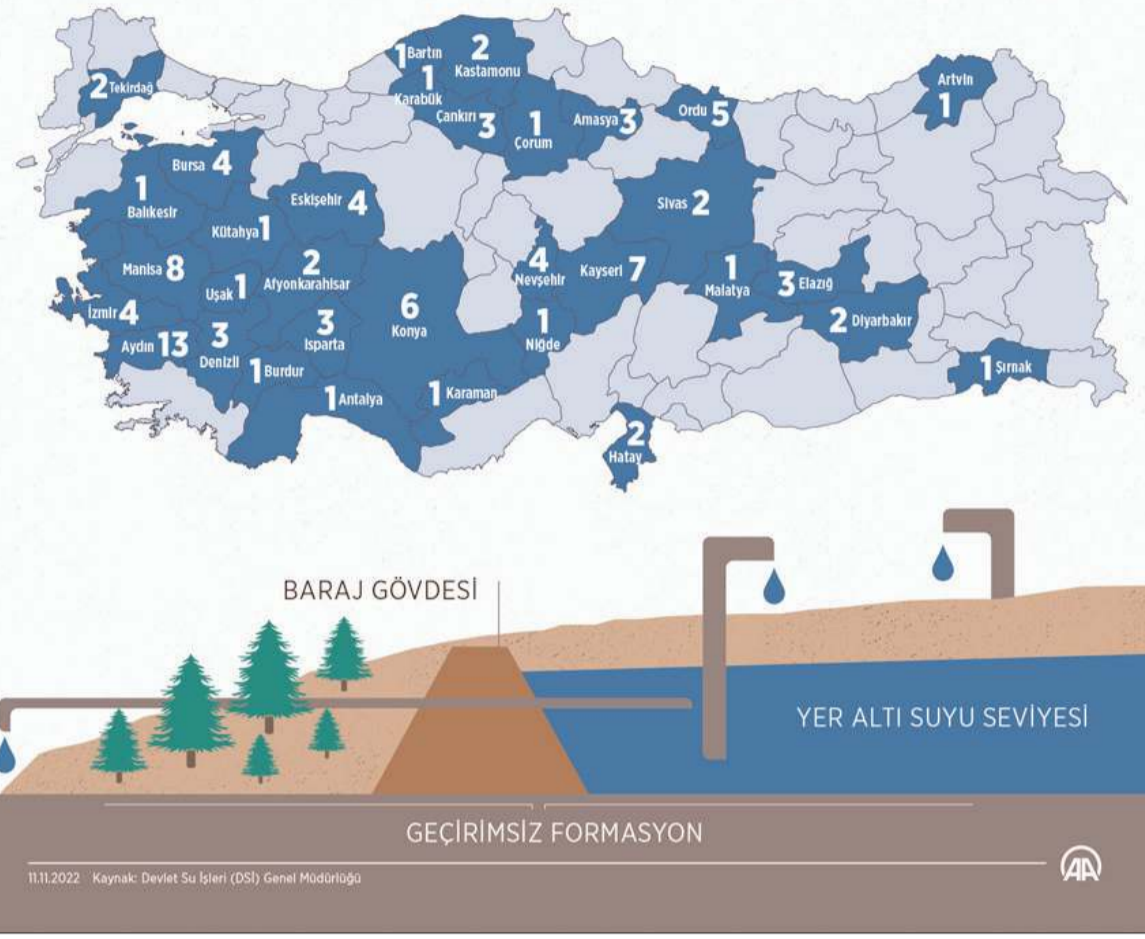 1 Bartın
2
Kastamonu
1
Karabük
2 Tekirdağ
Çankırı 3
1
Çorum
Amasya 3
Ordu 5
Artvin
1
Bursa 4
1
Balıkesir
Eskişehir 4
Kütahya 1
Sivas 2
Manisa 8
Uşak 1
2
Afyonkarahisar
4
Nevşehir
Kayseri 7
1
Malatya
3 Elazığ
İzmir 4
6
Konya
Aydın 13
3
Denizli
3
Isparta
1
Niğde
2 Diyarbakır
1 Burdur
1 Antalya
1 Karaman
1 Şırnak
2
Hatay
BARAJ GÖVDESİ
YER ALTI SUYU SEVİYESİ
GEÇİRİMSİZ FORMASYON
11.11.2022 Kaynak: Devlet Su İşleri (DSİ) Genel Müdürlüğü
AA